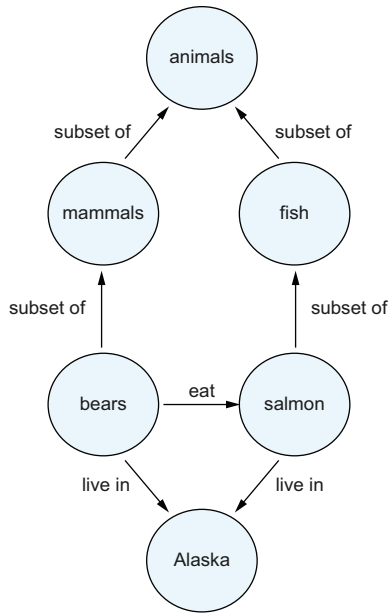 animals
subset of
subset of
mammals
fish
subset of
subset of
bears
eat
salmon
live in
live in
Alaska